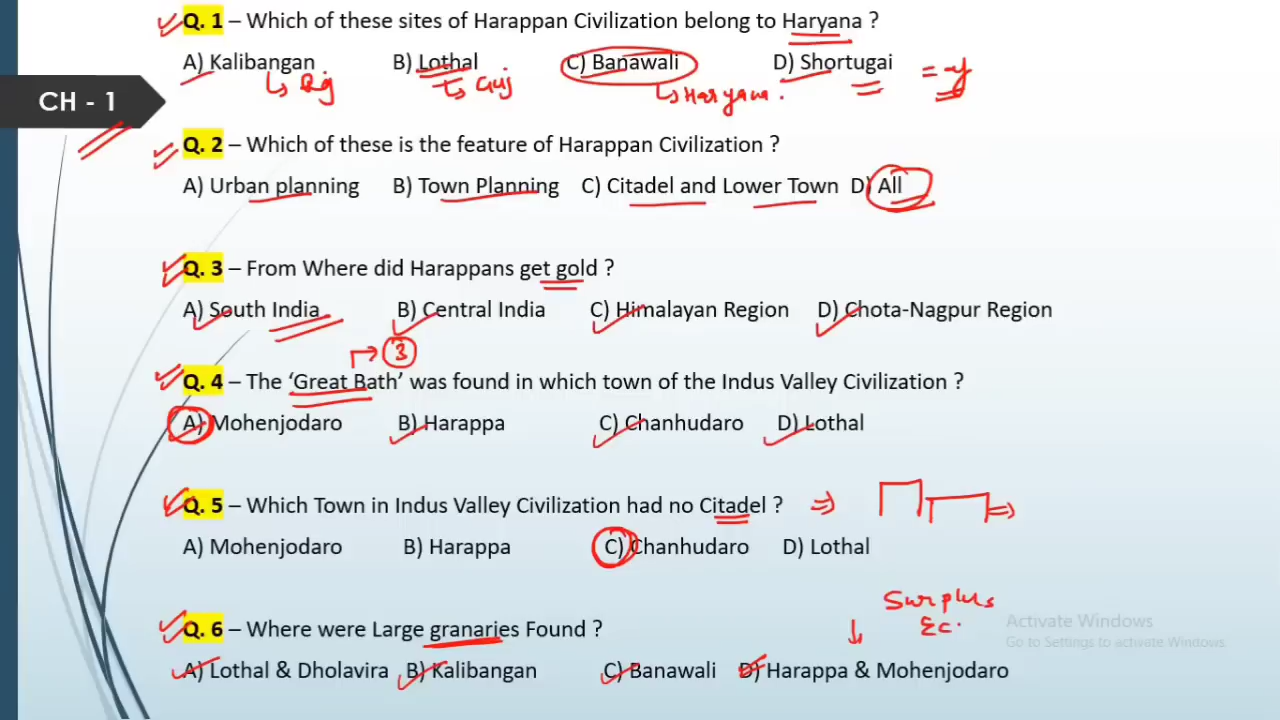 Q. 1 – Which of these sites of Harappan Civilization belong to Haryana ?
A) Kalibangan B) Lothal C) Banawali D) Shortugai
↳ Raj ↳ Guj ↳ Haryana.
CH - 1
Q. 2 – Which of these is the feature of Harappan Civilization ?
A) Urban planning B) Town Planning C) Citadel and Lower Town D) All
Q. 3 – From Where did Harappans get gold ?
A) South India B) Central India C) Himalayan Region D) Chota-Nagpur Region
3
Q. 4 – The ‘Great Bath’ was found in which town of the Indus Valley Civilization ?
A) Mohenjodaro B) Harappa C) Chanhudaro D) Lothal
Q. 5 – Which Town in Indus Valley Civilization had no Citadel ?
A) Mohenjodaro B) Harappa C) Chanhudaro D) Lothal
Surplus
Ec.
Activate Windows
Go to Settings to activate Windows.
Q. 6 – Where were Large granaries Found ?
A) Lothal & Dholavira B) Kalibangan C) Banawali D) Harappa & Mohenjodaro